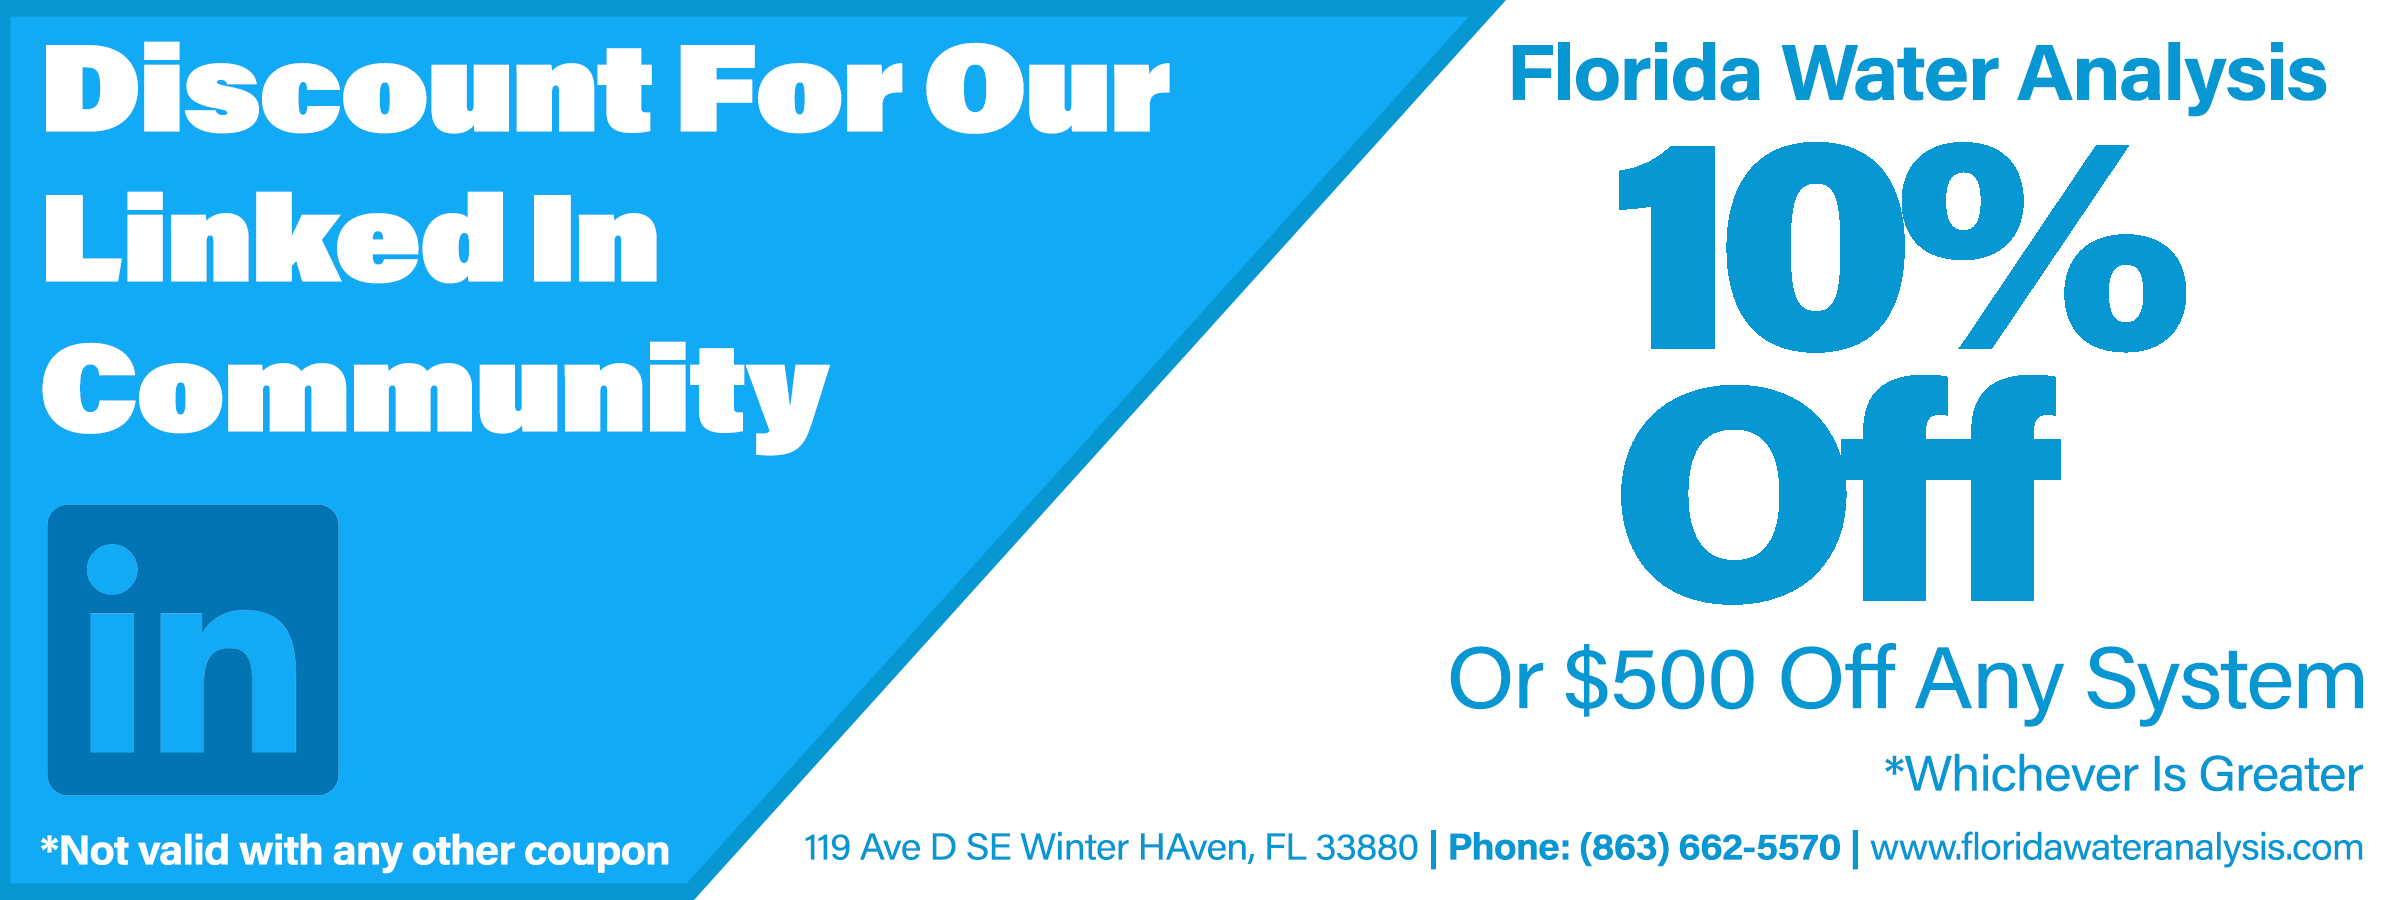 Discount For Our
Linked In
Community
in
*Not valid with any other coupon
Florida Water Analysis
10%
Off
Or $500 Off Any System
*Whichever Is Greater
119 Ave D SE Winter HAven, FL 33880 | Phone: (863) 662-5570 | www.floridawateranalysis.com